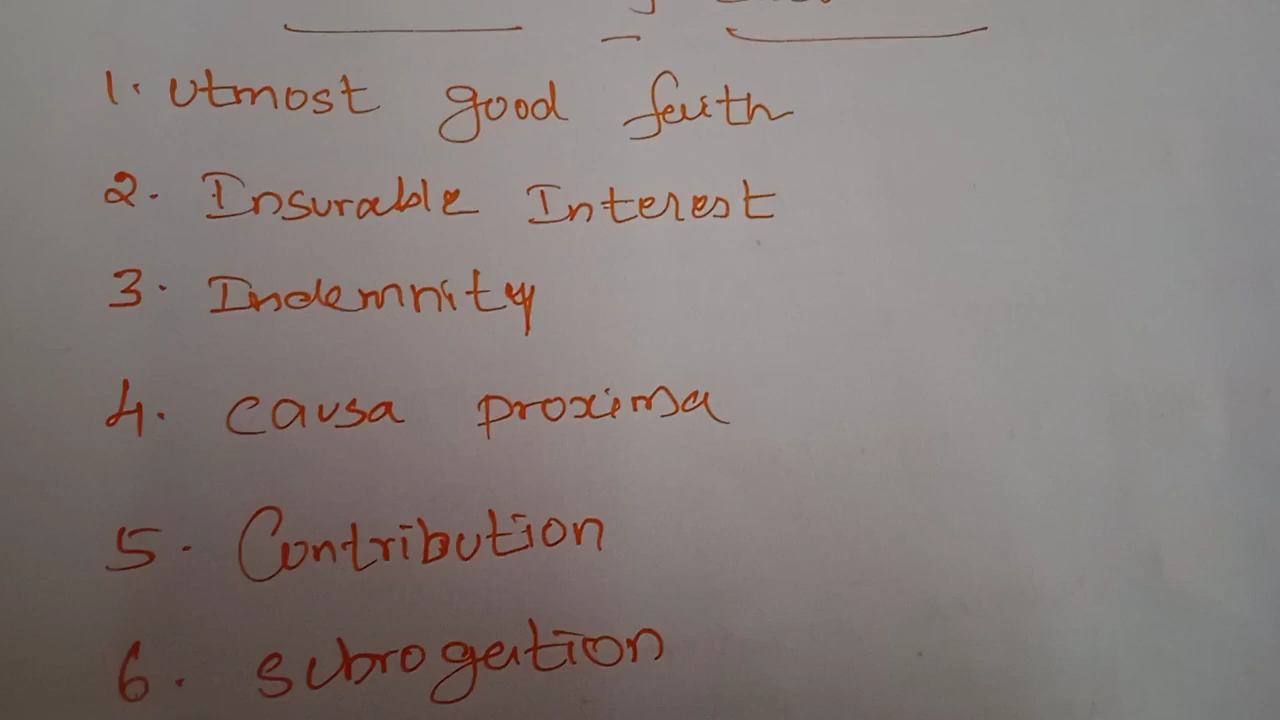 1. Utmost good faith
2. Insurable Interest
3. Indemnity
4. Causa proxima
5. Contribution
6. Subrogation